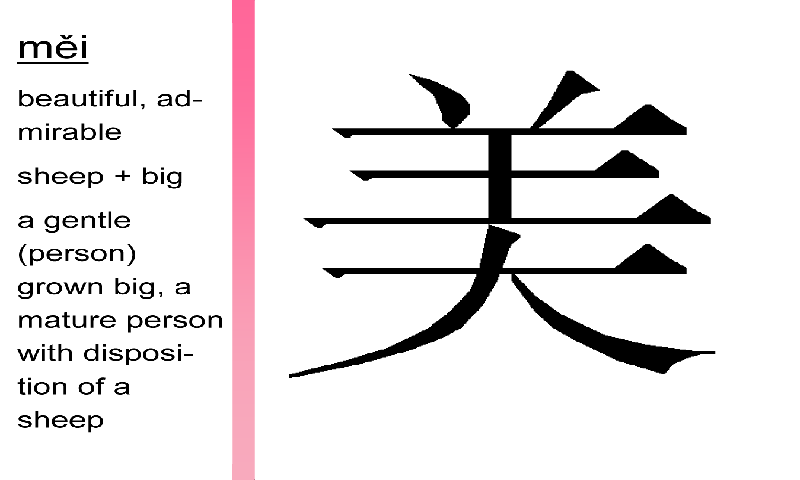 měi
beautiful, ad-
mirable
sheep + big
a gentle
(person)
grown big, a
mature person
with disposi-
tion of a
sheep
美